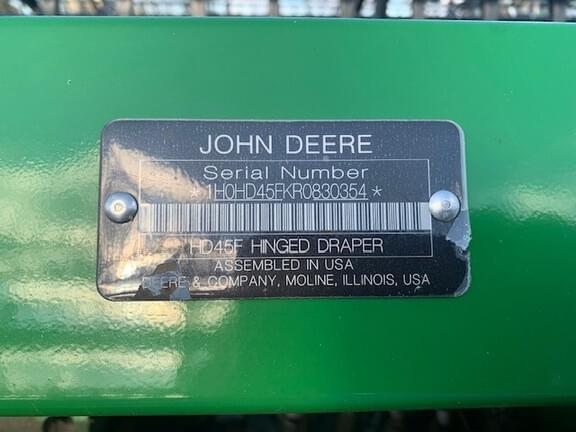 JOHN DEERE
Serial Number
*1H0HD45FKR0830354*
HD45F HINGED DRAPER
ASSEMBLED IN USA
DEERE & COMPANY, MOLINE, ILLINOIS, USA